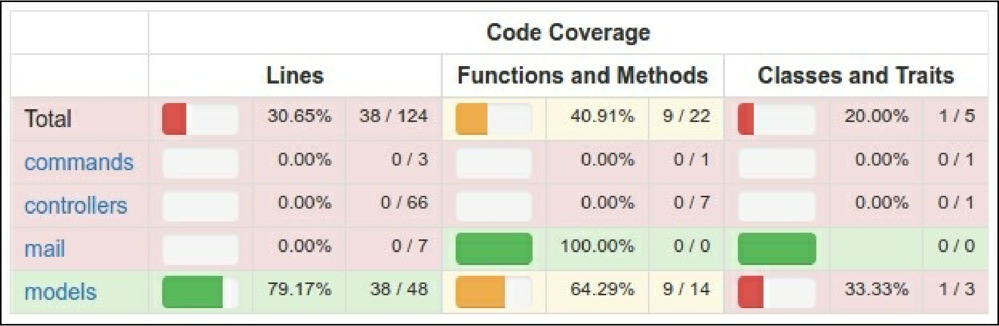 Code Coverage
Lines Functions and Methods Classes and Traits
Total 30.65% 38 / 124 40.91% 9 / 22 20.00% 1 / 5
commands 0.00% 0 / 3 0.00% 0 / 1 0.00% 0 / 1
controllers 0.00% 0 / 66 0.00% 0 / 7 0.00% 0 / 1
mail 0.00% 0 / 7 100.00% 0 / 0 0 / 0
models 79.17% 38 / 48 64.29% 9 / 14 33.33% 1 / 3